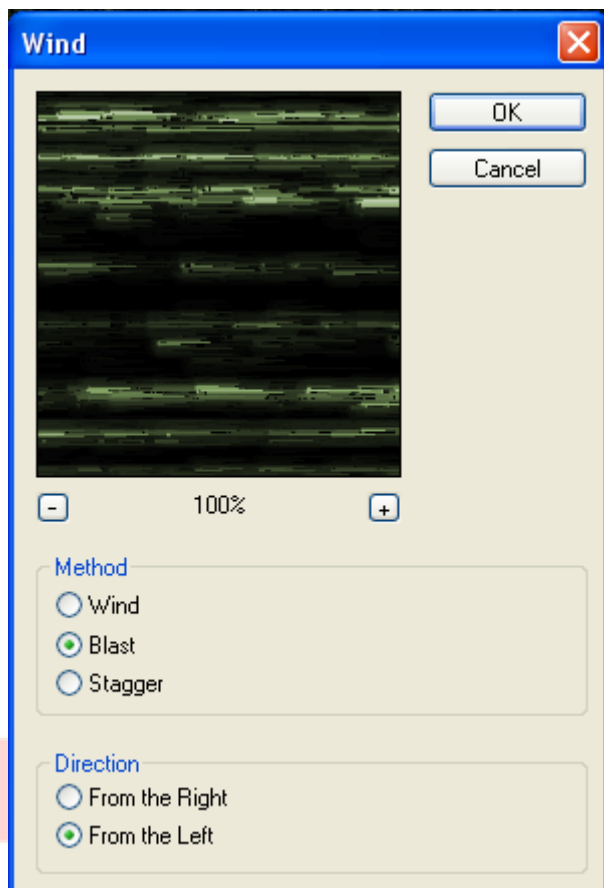 Wind
OK
Cancel
- 100% +
Method
Wind
Blast
Stagger
Direction
From the Right
From the Left